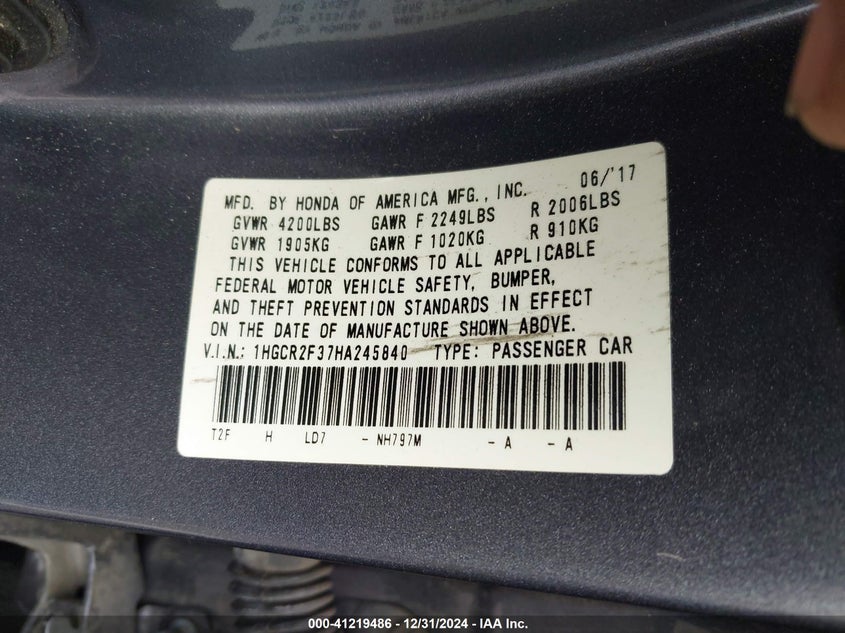 MFD. BY HONDA OF AMERICA MFG., INC. 06/'17
GVWR 4200LBS GAWR F 2249LBS R 2006LBS
GVWR 1905KG GAWR F 1020KG R 910KG
THIS VEHICLE CONFORMS TO ALL APPLICABLE
FEDERAL MOTOR VEHICLE SAFETY, BUMPER,
AND THEFT PREVENTION STANDARDS IN EFFECT
ON THE DATE OF MANUFACTURE SHOWN ABOVE.
V.I.N.: 1HGCR2F37HA245840 TYPE: PASSENGER CAR
T2F H LD7 - NH797M - A - A
000-41219486 - 12/31/2024 - IAA Inc.